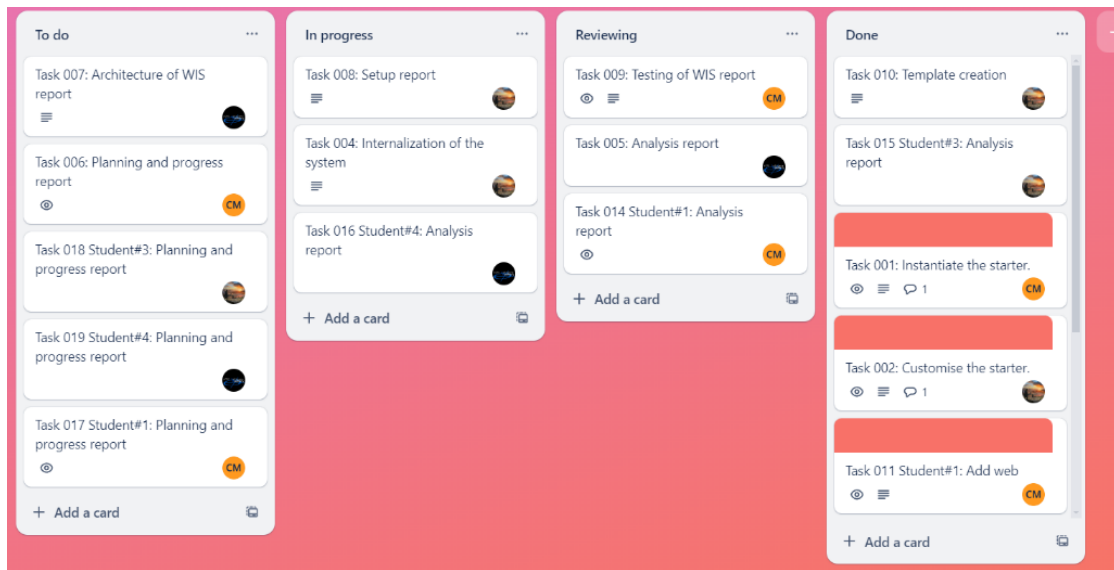 To do
Task 007: Architecture of WIS
report
Task 006: Planning and progress
report
CM
Task 018 Student#3: Planning and
progress report
Task 019 Student#4: Planning and
progress report
Task 017 Student#1: Planning and
progress report
CM
+ Add a card
In progress
Task 008: Setup report
Task 004: Internalization of the
system
Task 016 Student#4: Analysis
report
+ Add a card
Reviewing
Task 009: Testing of WIS report
CM
Task 005: Analysis report
Task 014 Student#1: Analysis
report
CM
+ Add a card
Done
Task 010: Template creation
Task 015 Student#3: Analysis
report
Task 001: Instantiate the starter.
1
CM
Task 002: Customise the starter.
1
Task 011 Student#1: Add web
CM
+ Add a card